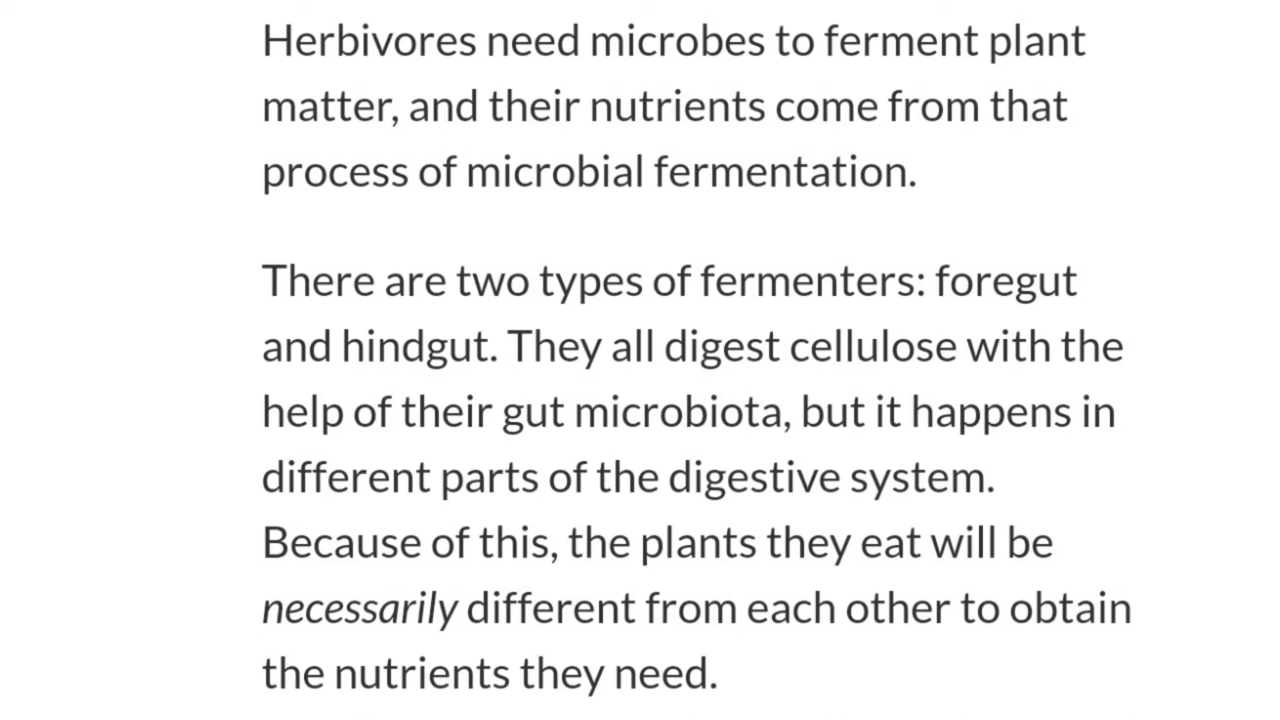 Herbivores need microbes to ferment plant
matter, and their nutrients come from that
process of microbial fermentation.
There are two types of fermenters: foregut
and hindgut. They all digest cellulose with the
help of their gut microbiota, but it happens in
different parts of the digestive system.
Because of this, the plants they eat will be
necessarily different from each other to obtain
the nutrients they need.